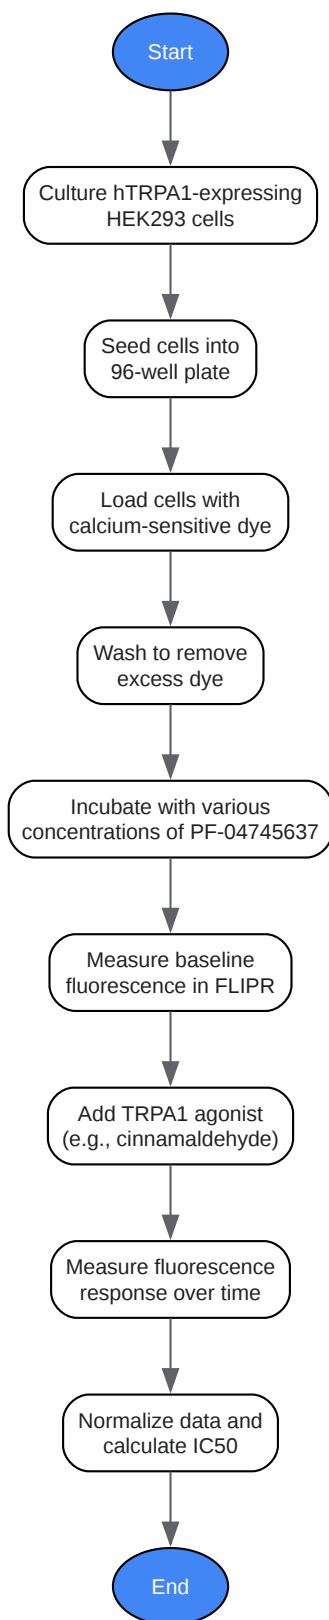 Start
Culture hTRPA1-expressing
HEK293 cells
Seed cells into
96-well plate
Load cells with
calcium-sensitive dye
Wash to remove
excess dye
Incubate with various
concentrations of PF-04745637
Measure baseline
fluorescence in FLIPR
Add TRPA1 agonist
(e.g., cinnamaldehyde)
Measure fluorescence
response over time
Normalize data and
calculate IC50
End